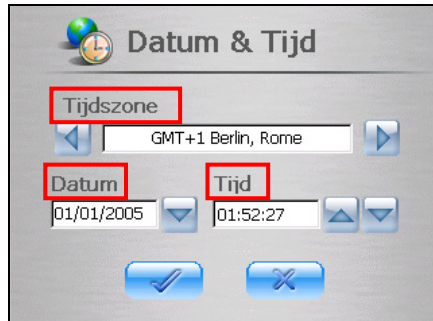 Datum & Tijd
Tijdszone
GMT+1 Berlin, Rome
Datum Tijd
01/01/2005 01:52:27